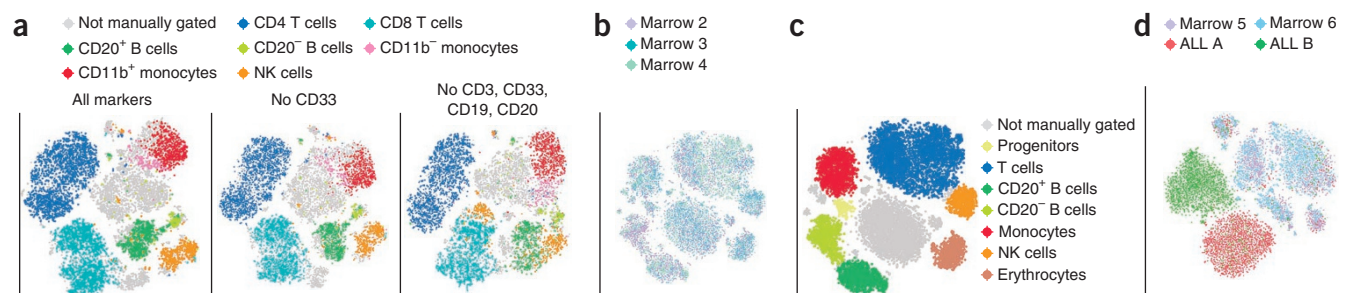 a
Not manually gated
CD4 T cells
CD8 T cells
CD20+ B cells
CD20– B cells
CD11b– monocytes
CD11b+ monocytes
NK cells
All markers
No CD33
No CD3, CD33,
CD19, CD20
b
Marrow 2
Marrow 3
Marrow 4
c
Not manually gated
Progenitors
T cells
CD20+ B cells
CD20– B cells
Monocytes
NK cells
Erythrocytes
d
Marrow 5
Marrow 6
ALL A
ALL B